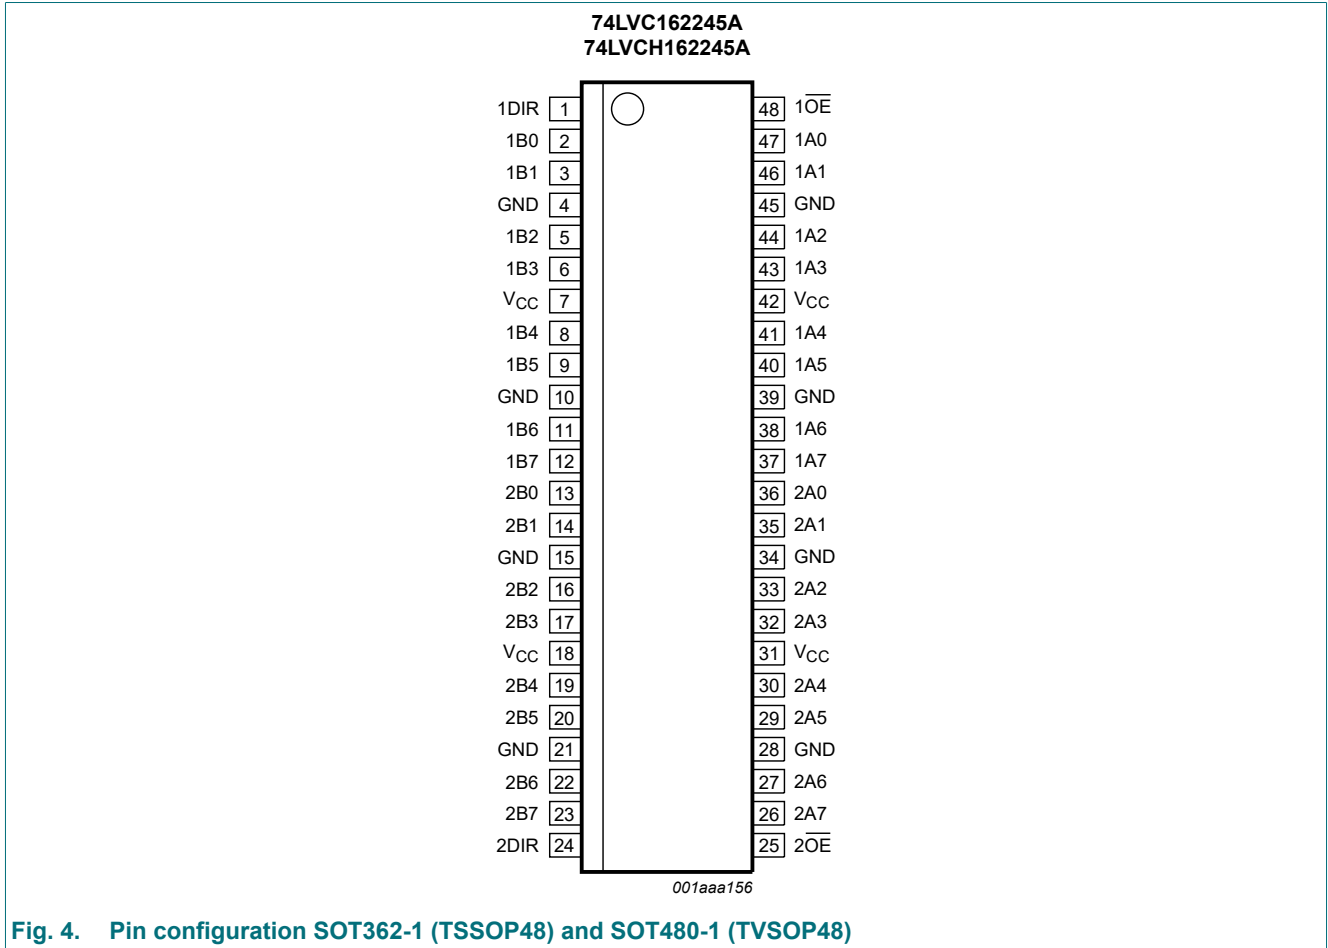 74LVC162245A
74LVCH162245A
1DIR 1 48 1O̅E̅
1B0 2 47 1A0
1B1 3 46 1A1
GND 4 45 GND
1B2 5 44 1A2
1B3 6 43 1A3
VCC 7 42 VCC
1B4 8 41 1A4
1B5 9 40 1A5
GND 10 39 GND
1B6 11 38 1A6
1B7 12 37 1A7
2B0 13 36 2A0
2B1 14 35 2A1
GND 15 34 GND
2B2 16 33 2A2
2B3 17 32 2A3
VCC 18 31 VCC
2B4 19 30 2A4
2B5 20 29 2A5
GND 21 28 GND
2B6 22 27 2A6
2B7 23 26 2A7
2DIR 24 25 2O̅E̅
001aaa156
Fig. 4. Pin configuration SOT362-1 (TSSOP48) and SOT480-1 (TVSOP48)